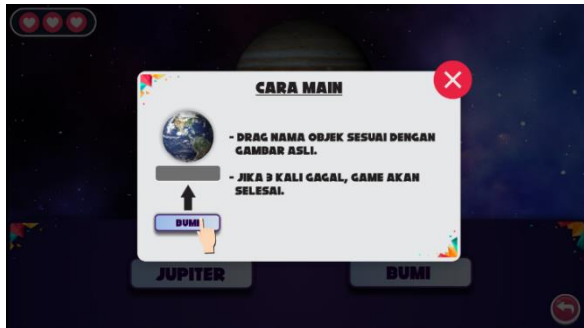 CARA MAIN
- DRAG NAMA OBJEK SESUAI DENGAN
GAMBAR ASLI.
- JIKA 3 KALI GAGAL, GAME AKAN
SELESAI.
BUMI
JUPITER
BUMI